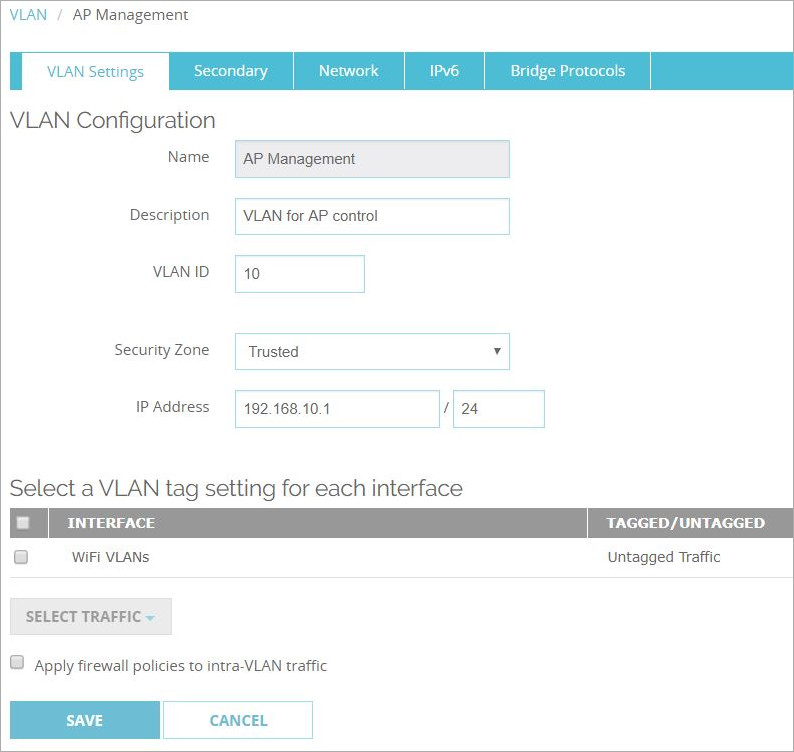 VLAN / AP Management
VLAN Settings Secondary Network IPv6 Bridge Protocols
VLAN Configuration
Name AP Management
Description VLAN for AP control
VLAN ID 10
Security Zone Trusted
IP Address 192.168.10.1 / 24
Select a VLAN tag setting for each interface
INTERFACE TAGGED/UNTAGGED
WiFi VLANs Untagged Traffic
SELECT TRAFFIC
Apply firewall policies to intra-VLAN traffic
SAVE CANCEL